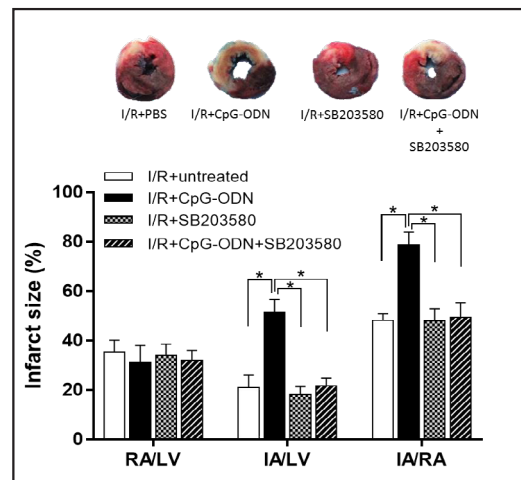 I/R+PBS I/R+CpG-ODN I/R+SB203580 I/R+CpG-ODN
+
SB203580
I/R+untreated
I/R+CpG-ODN
I/R+SB203580
I/R+CpG-ODN+SB203580
Infarct size (%)
100
80
60
40
20
0
* * *
* * *
RA/LV IA/LV IA/RA